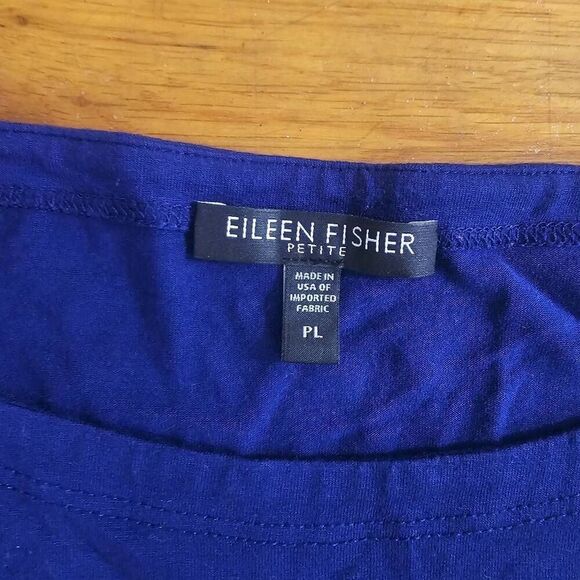 EILEEN FISHER
PETITE
MADE IN
USA OF
IMPORTED
FABRIC
PL